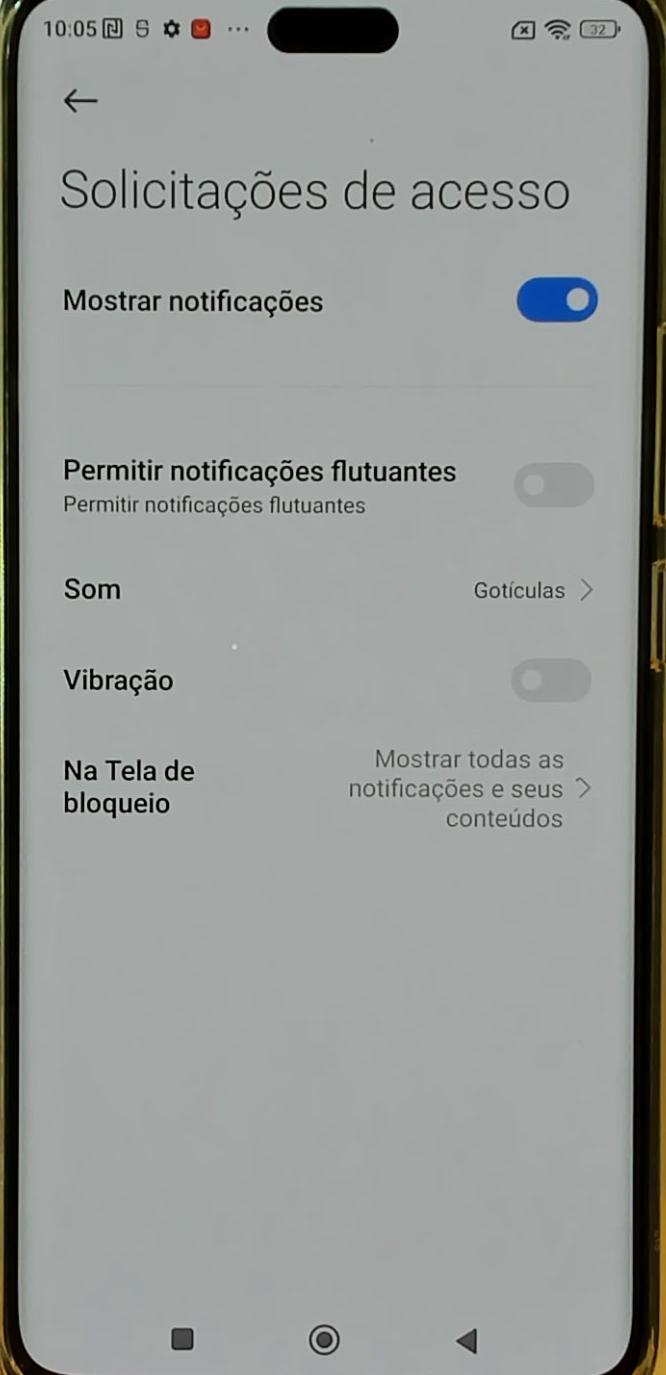 10:05
32
Solicitações de acesso
Mostrar notificações
Permitir notificações flutuantes
Permitir notificações flutuantes
Som Gotículas
Vibração
Na Tela de
bloqueio
Mostrar todas as
notificações e seus
conteúdos